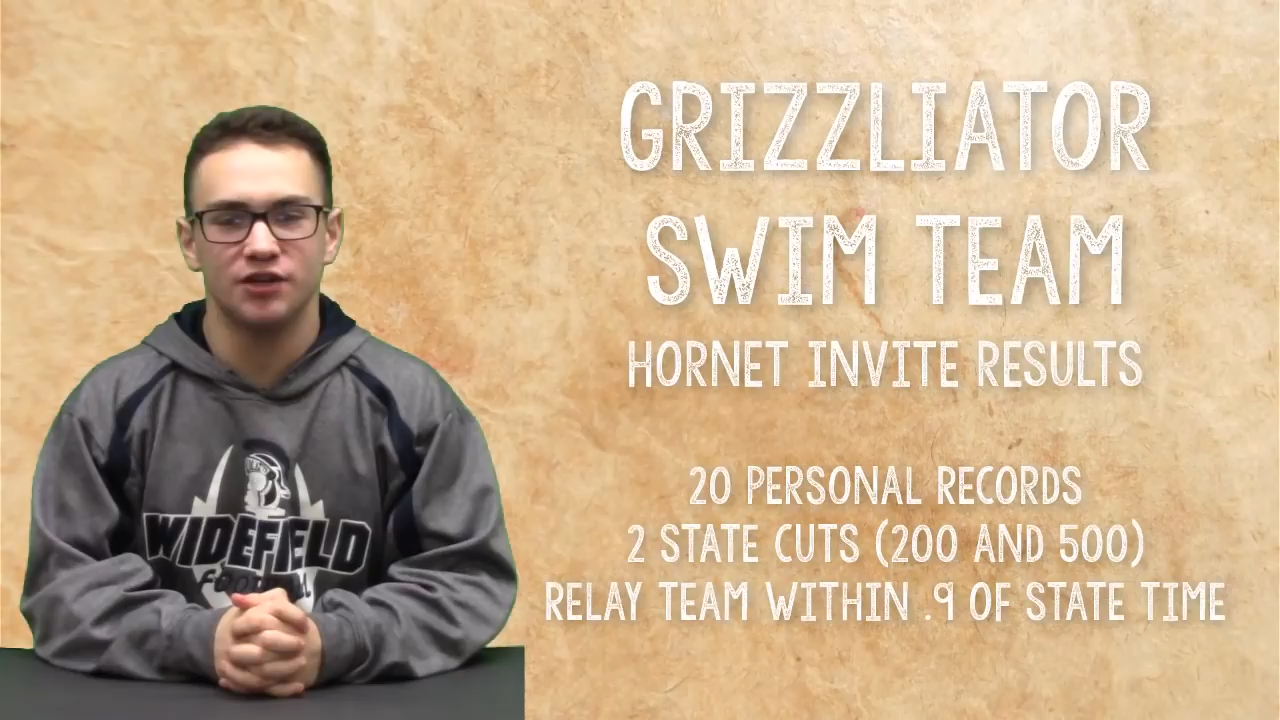 GRIZZLIATOR
SWIM TEAM
HORNET INVITE RESULTS
20 PERSONAL RECORDS
2 STATE CUTS (200 AND 500)
RELAY TEAM WITHIN .9 OF STATE TIME
WIDEFIELD
football